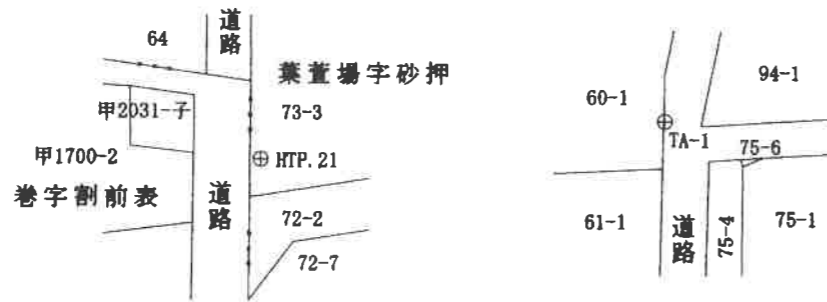 道路
64
葉萱場字砂押
甲2031-子
73-3
甲1700-2
HTP.21
巻字割前表
道路
72-2
72-7
94-1
60-1
TA-1
75-6
61-1
道路
75-4
75-1